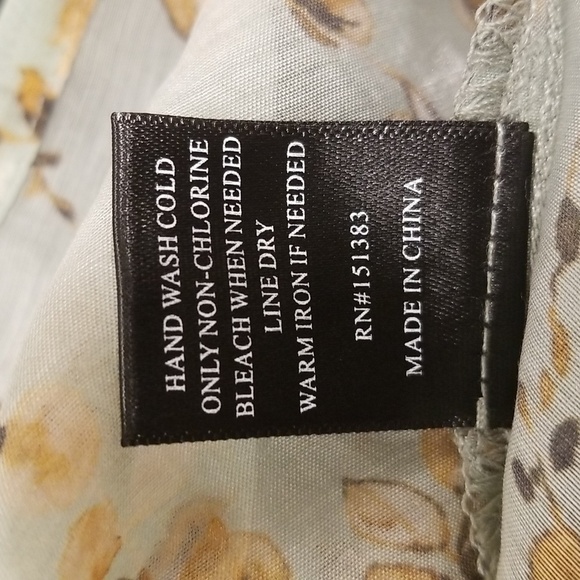 HAND WASH COLD
ONLY NON-CHLORINE
BLEACH WHEN NEEDED
LINE DRY
WARM IRON IF NEEDED
RN#151383
MADE IN CHINA